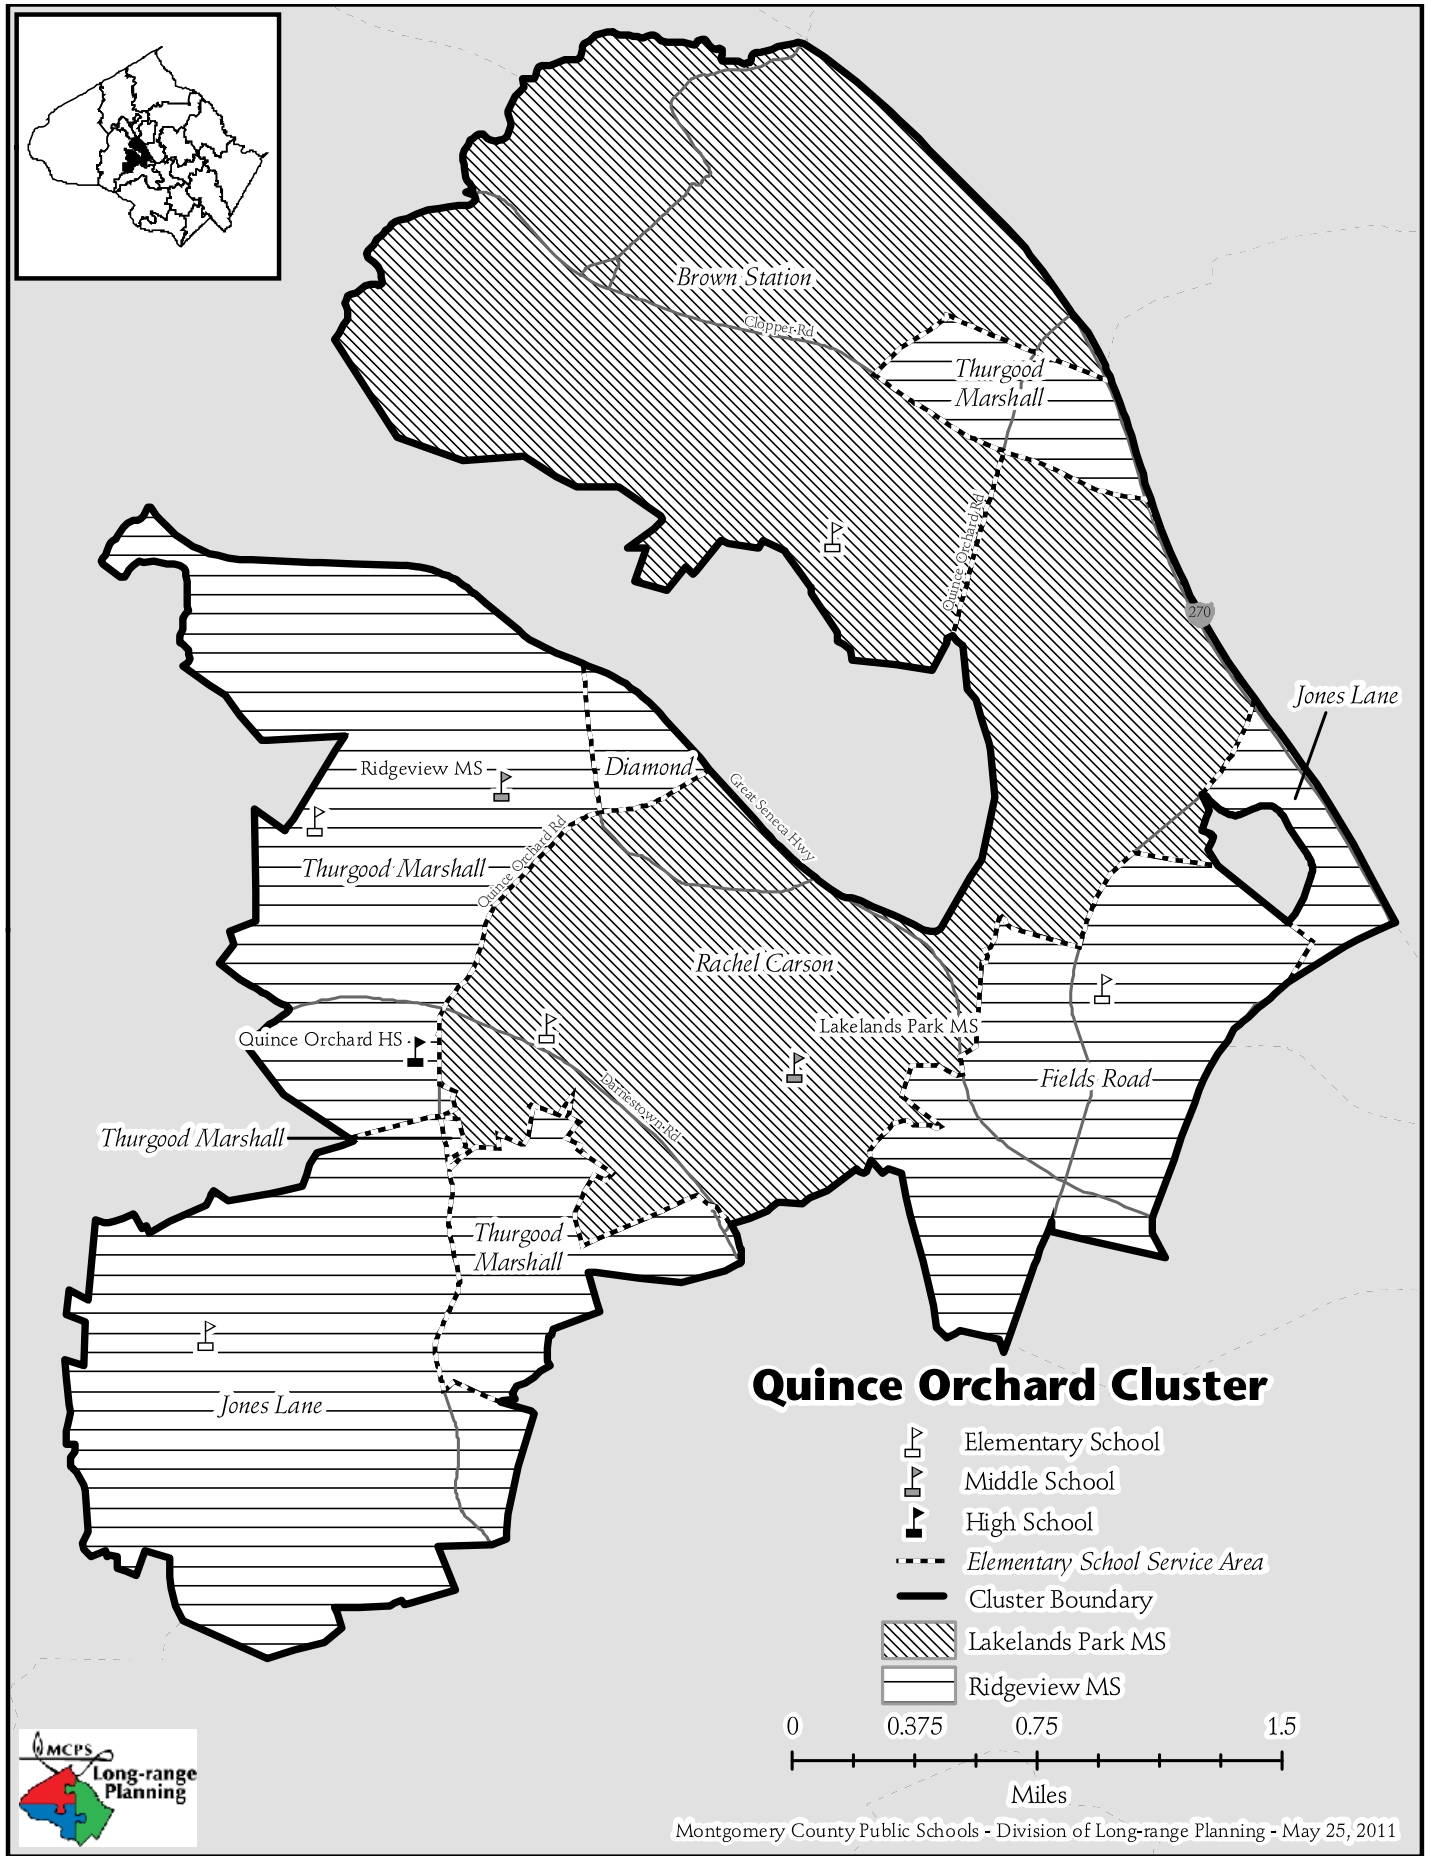 Brown Station
Clopper Rd
Thurgood
Marshall
Quince Orchard Rd
270
Jones Lane
Ridgeview MS
Diamond
Great Seneca Hwy
Quince Orchard Rd
Thurgood Marshall
Rachel Carson
Lakelands Park MS
Quince Orchard HS
Fields Road
Darnestown Rd
Thurgood Marshall
Thurgood
Marshall
Jones Lane
Quince Orchard Cluster
Elementary School
Middle School
High School
Elementary School Service Area
Cluster Boundary
Lakelands Park MS
Ridgeview MS
0 0.375 0.75 1.5
Miles
MCPS
Long-range
Planning
Montgomery County Public Schools - Division of Long-range Planning - May 25, 2011